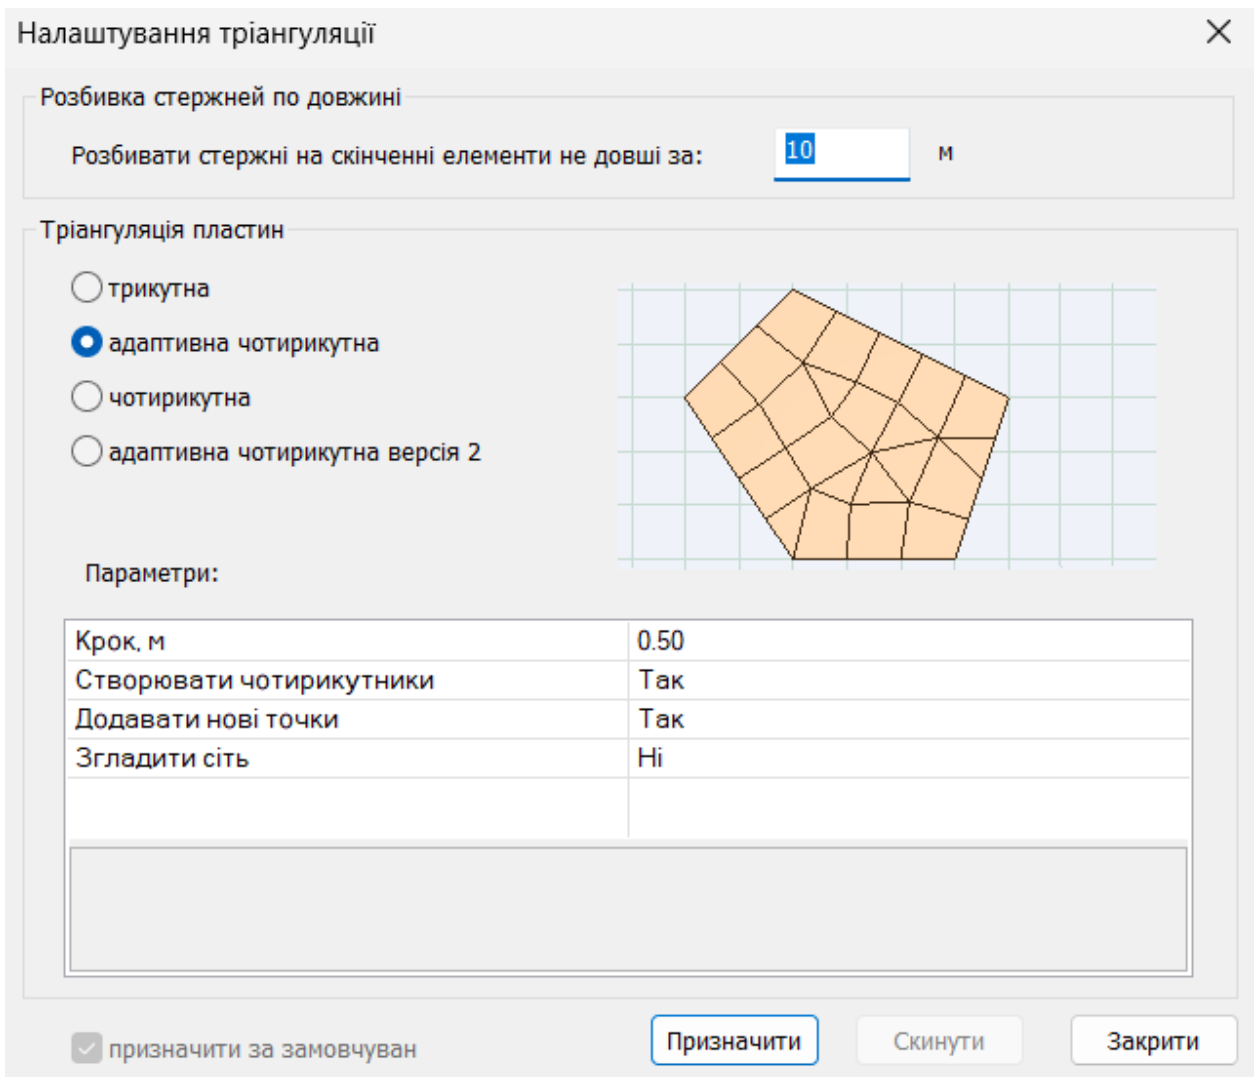 Налаштування тріангуляції
Розбивка стержней по довжині
Розбивати стержні на скінченні елементи не довші за: 10 м
Тріангуляція пластин
трикутна
адаптивна чотирикутна
чотирикутна
адаптивна чотирикутна версія 2
Параметри:
Крок, м 0.50
Створювати чотирикутники Так
Додавати нові точки Так
Згладити сіть Ні
призначити за замовчуван
Призначити Скинути Закрити